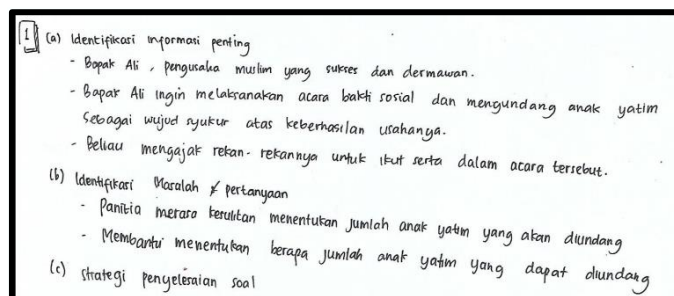 1 (a) Identifikasi informasi penting
- Bapak Ali, pengusaha muslim yang sukses dan dermawan.
- Bapak Ali ingin melaksanakan acara bakti sosial dan mengundang anak yatim
Sebagai wujud syukur atas keberhasilan usahanya.
- Beliau mengajak rekan-rekannya untuk ikut serta dalam acara tersebut.
(b) Identifikasi Masalah & pertanyaan
- Panitia merasa kesulitan menentukan jumlah anak yatim yang akan diundang
- Membantu menentukan berapa jumlah anak yatim yang dapat diundang
(c) strategi penyelesaian soal